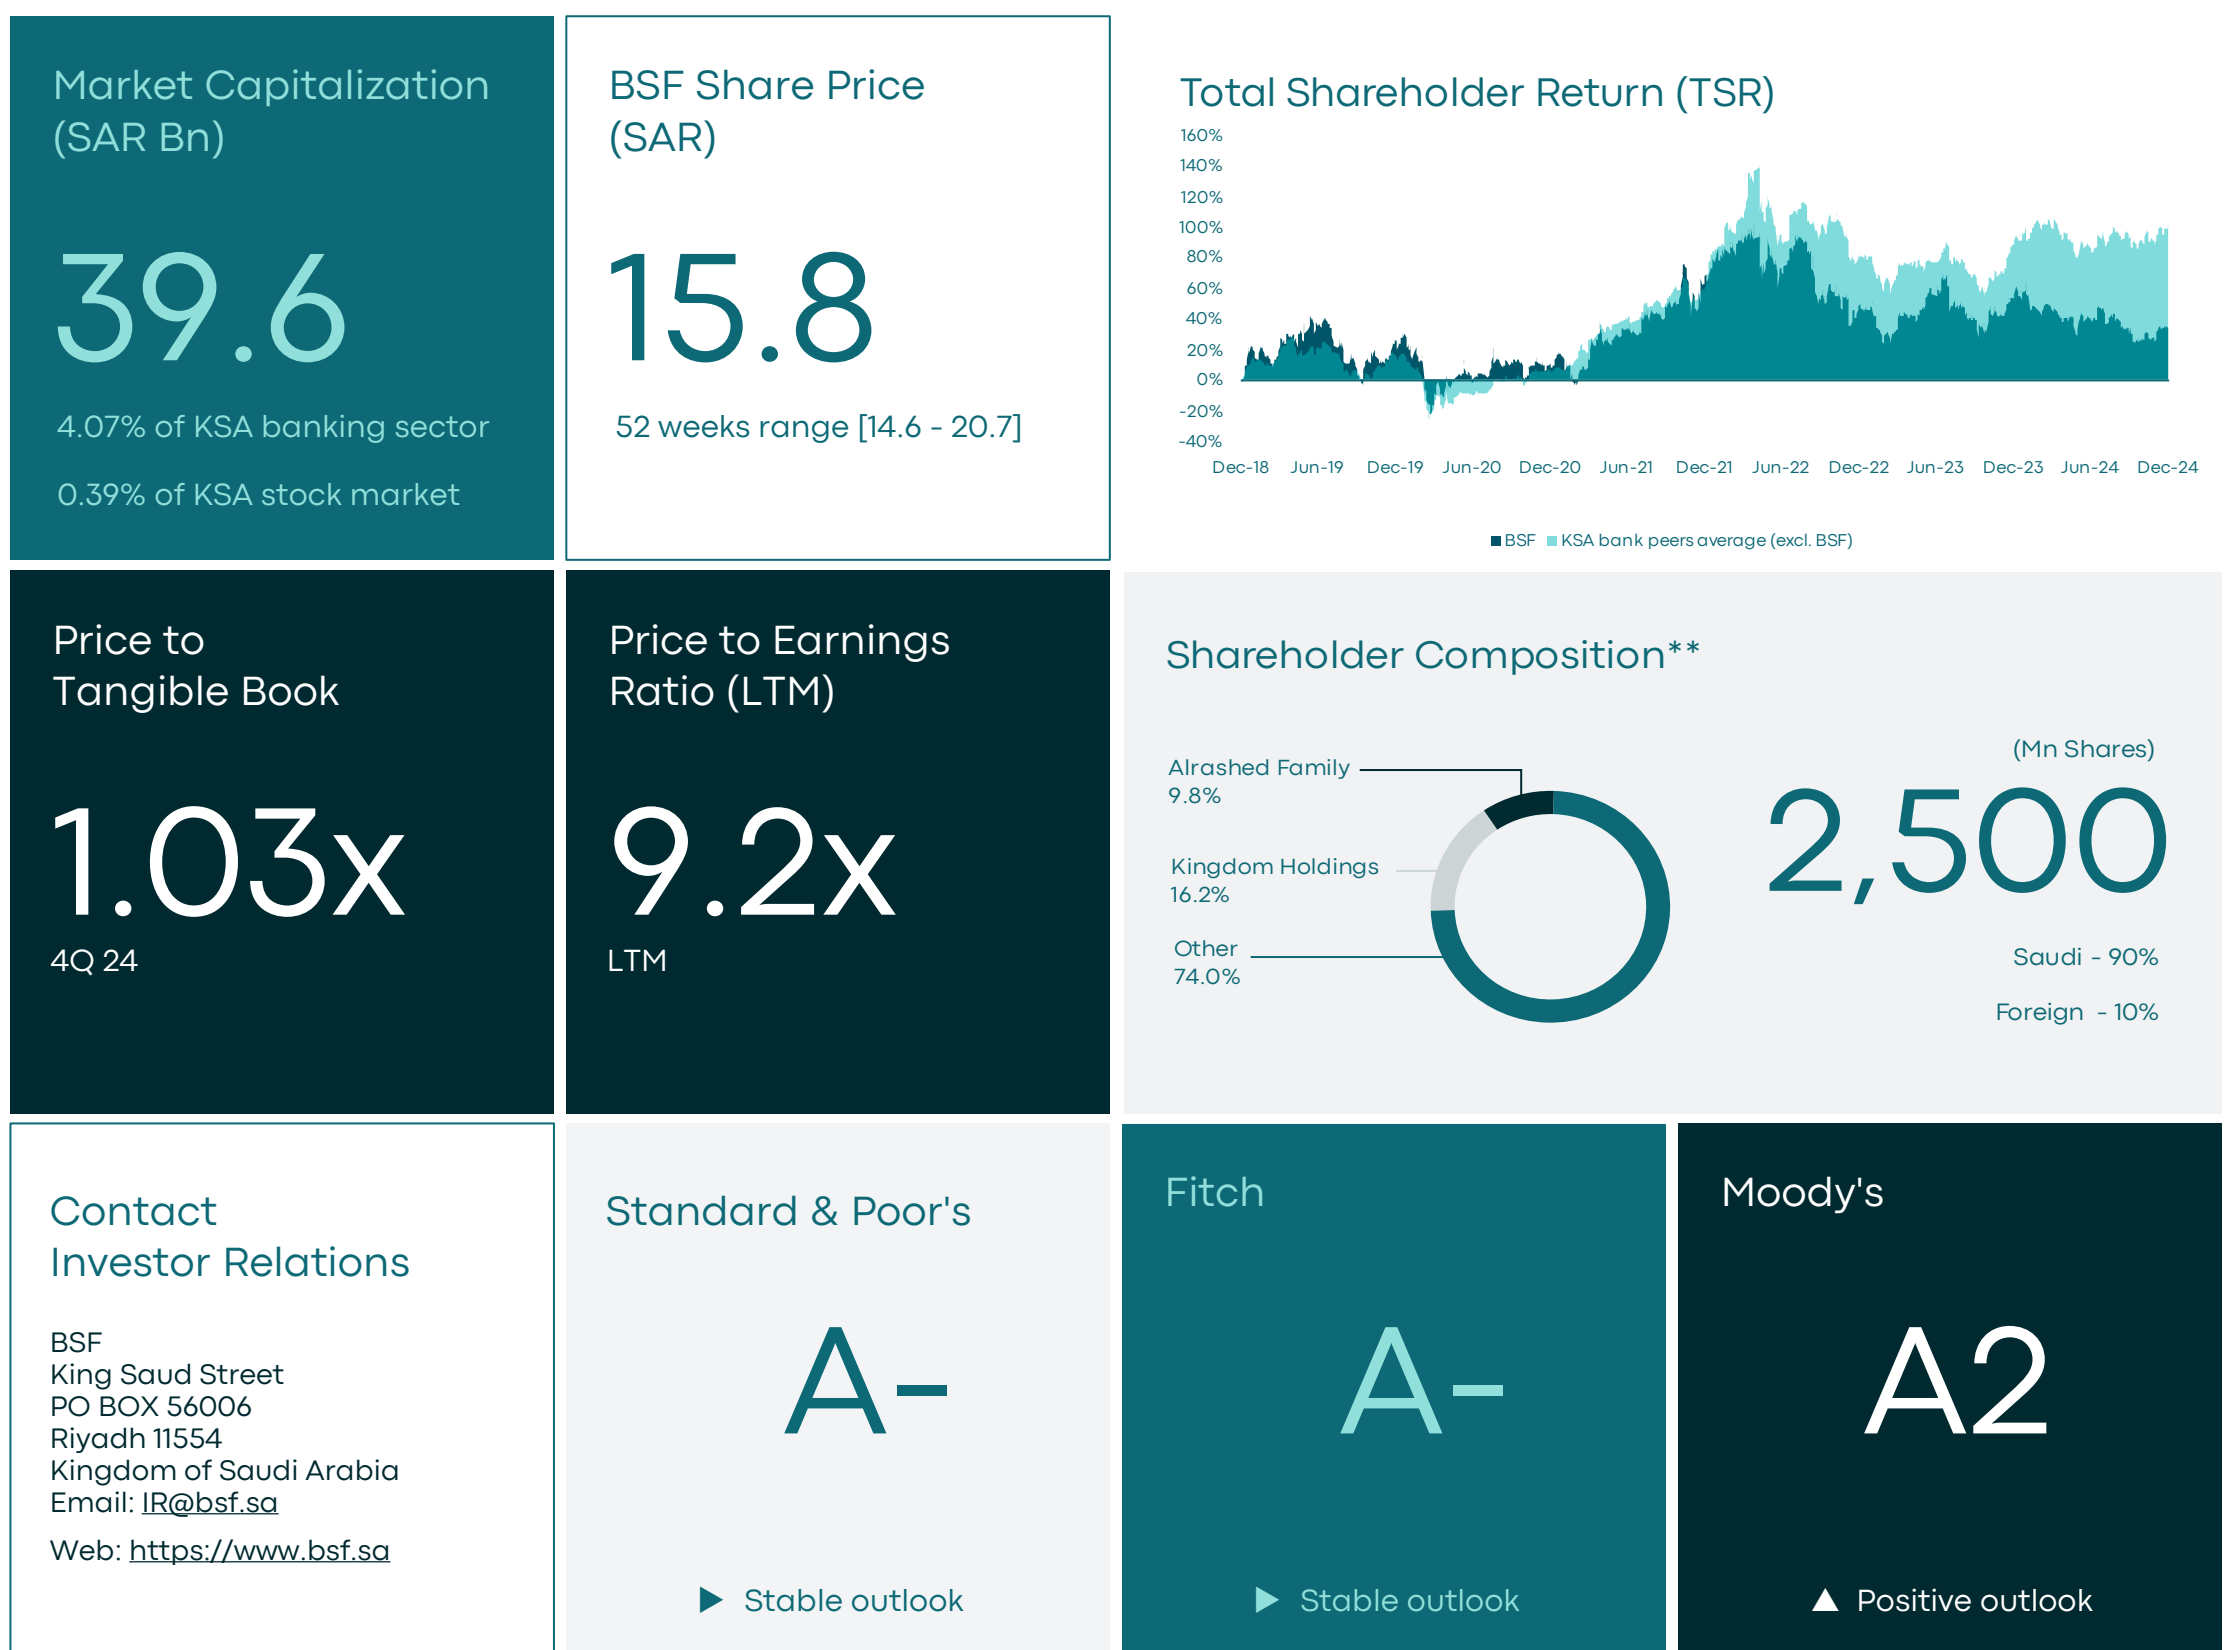 Market Capitalization
(SAR Bn)
39.6
4.07% of KSA banking sector
0.39% of KSA stock market
BSF Share Price
(SAR)
15.8
52 weeks range [14.6 - 20.7]
Total Shareholder Return (TSR)
160%
140%
120%
100%
80%
60%
40%
20%
0%
-20%
-40%
Dec-18 Jun-19 Dec-19 Jun-20 Dec-20 Jun-21 Dec-21 Jun-22 Dec-22 Jun-23 Dec-23 Jun-24 Dec-24
BSF KSA bank peers average (excl. BSF)
Price to
Tangible Book
1.03x
4Q 24
Price to Earnings
Ratio (LTM)
9.2x
LTM
Shareholder Composition**
Alrashed Family
9.8%
Kingdom Holdings
16.2%
Other
74.0%
(Mn Shares)
2,500
Saudi - 90%
Foreign - 10%
Contact
Investor Relations
BSF
King Saud Street
PO BOX 56006
Riyadh 11554
Kingdom of Saudi Arabia
Email: IR@bsf.sa
Web: https://www.bsf.sa
Standard & Poor's
A-
Stable outlook
Fitch
A-
Stable outlook
Moody's
A2
Positive outlook